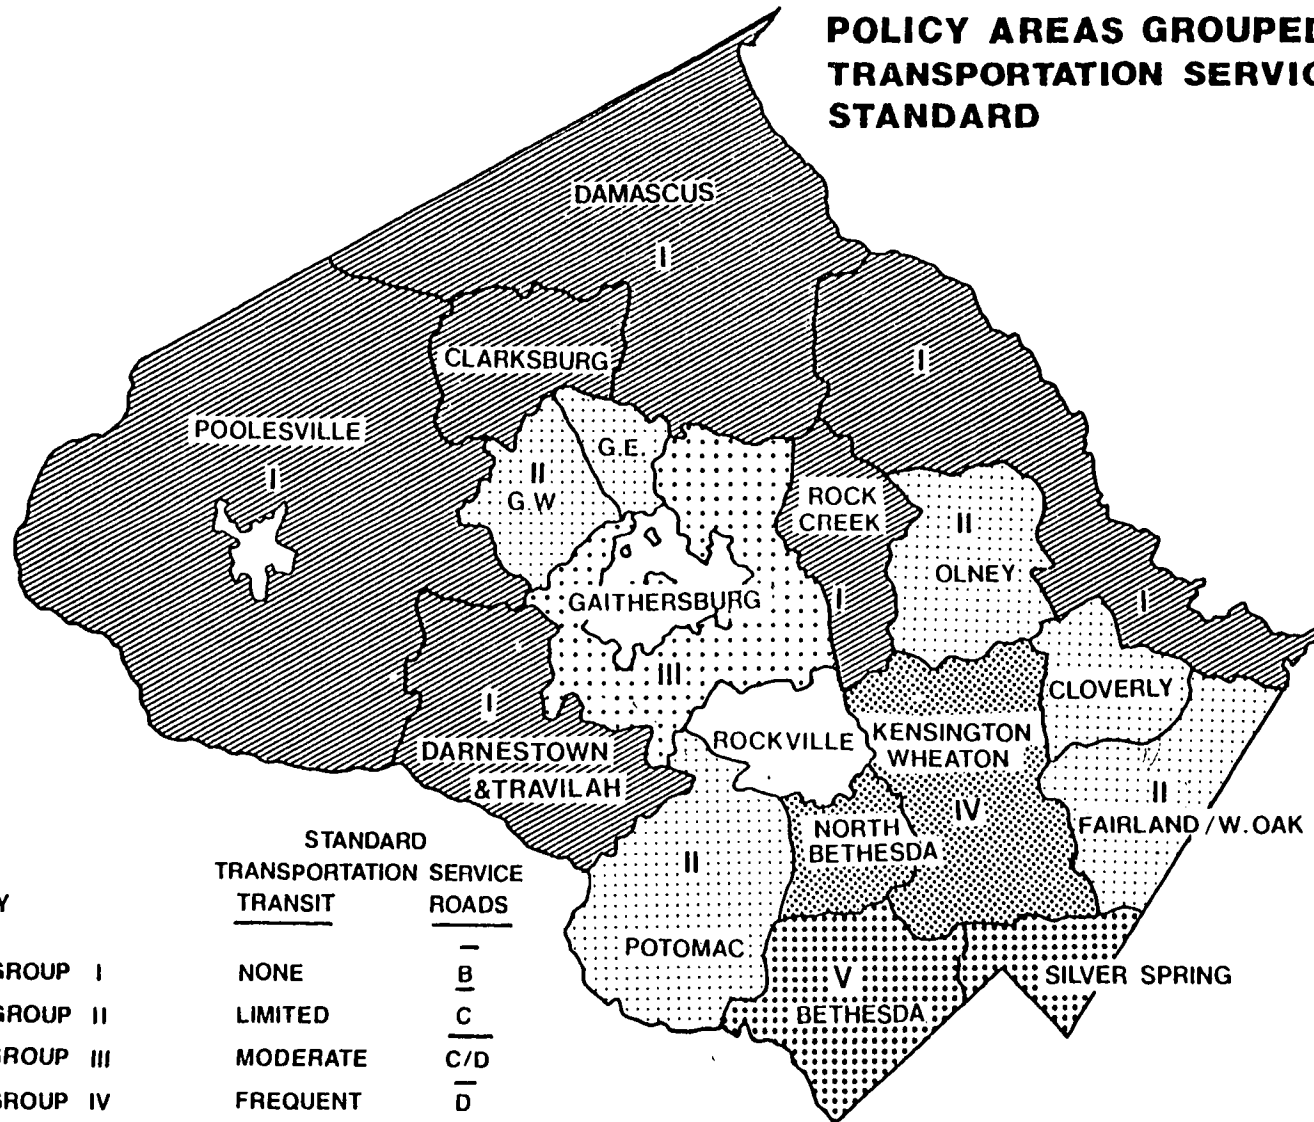 POLICY AREAS GROUPED
TRANSPORTATION SERVIC
STANDARD
DAMASCUS
I
I
CLARKSBURG
POOLESVILLE
I
G.E.
II
G.W
ROCK
CREEK
I
II
OLNEY
GAITHERSBURG
III
I
CLOVERLY
I
DARNESTOWN
& TRAVILAH
ROCKVILLE
KENSINGTON
WHEATON
IV
II
FAIRLAND / W. OAK
NORTH
BETHESDA
II
POTOMAC
V
BETHESDA
SILVER SPRING
STANDARD
TRANSPORTATION SERVICE
Y TRANSIT ROADS
GROUP I NONE B
GROUP II LIMITED C
GROUP III MODERATE C/D
GROUP IV FREQUENT D